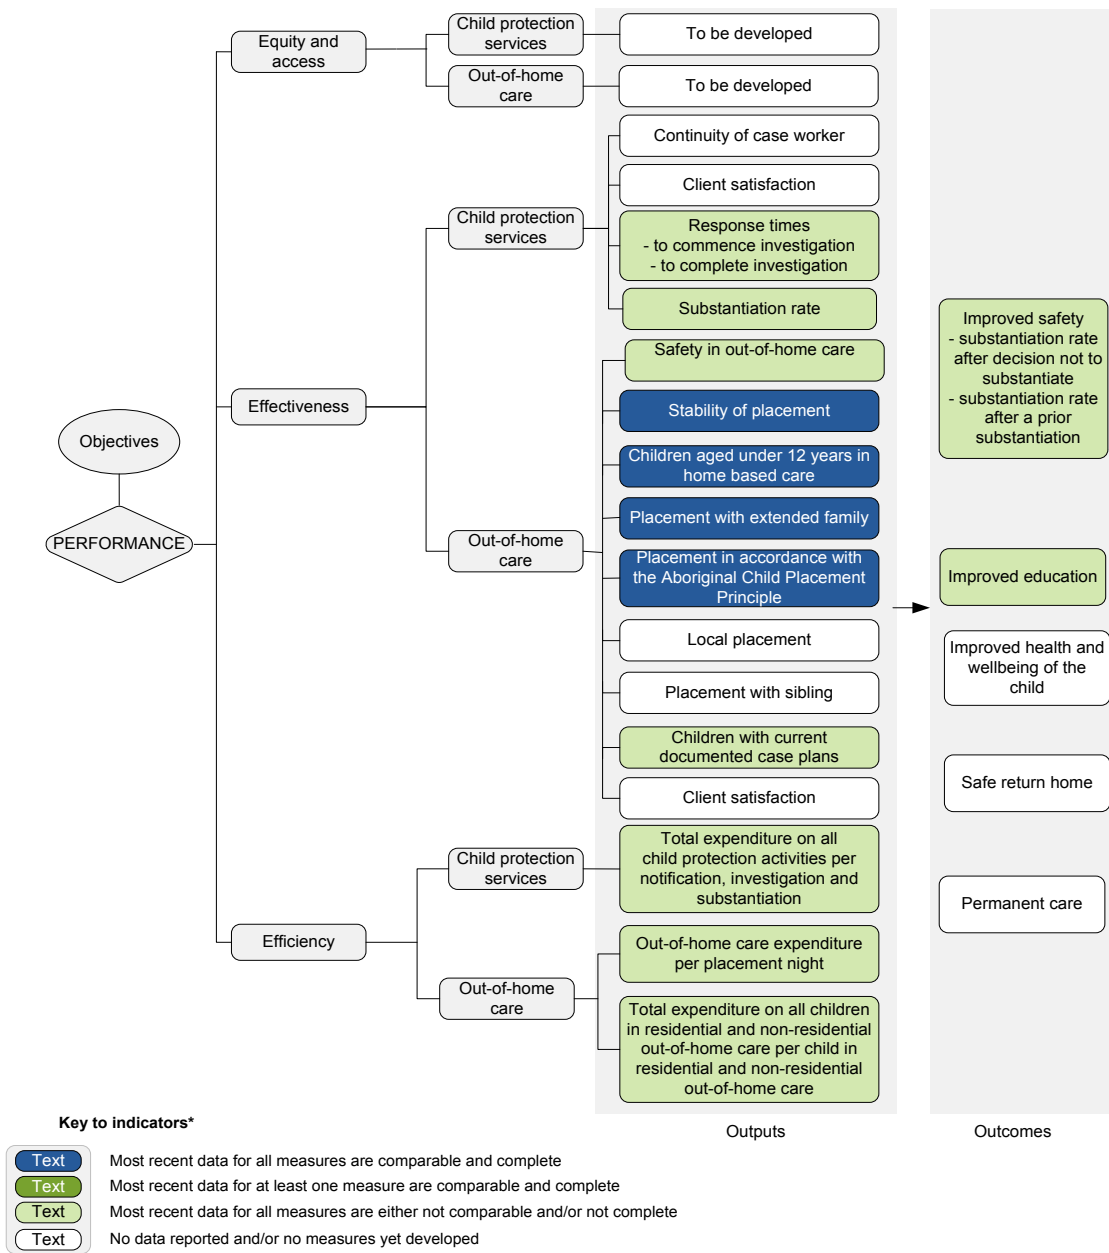 Objectives
PERFORMANCE
Equity and
access
Child protection
services
To be developed
Out-of-home
care
To be developed
Effectiveness
Child protection
services
Continuity of case worker
Client satisfaction
Response times
- to commence investigation
- to complete investigation
Substantiation rate
Out-of-home
care
Safety in out-of-home care
Stability of placement
Children aged under 12 years in
home based care
Placement with extended family
Placement in accordance with
the Aboriginal Child Placement
Principle
Local placement
Placement with sibling
Children with current
documented case plans
Client satisfaction
Efficiency
Child protection
services
Total expenditure on all
child protection activities per
notification, investigation and
substantiation
Out-of-home
care
Out-of-home care expenditure
per placement night
Total expenditure on all children
in residential and non-residential
out-of-home care per child in
residential and non-residential
out-of-home care
Outputs
Improved safety
- substantiation rate
after decision not to
substantiate
- substantiation rate
after a prior
substantiation
Improved education
Improved health and
wellbeing of the
child
Safe return home
Permanent care
Outcomes
Key to indicators*
Text Most recent data for all measures are comparable and complete
Text Most recent data for at least one measure are comparable and complete
Text Most recent data for all measures are either not comparable and/or not complete
Text No data reported and/or no measures yet developed